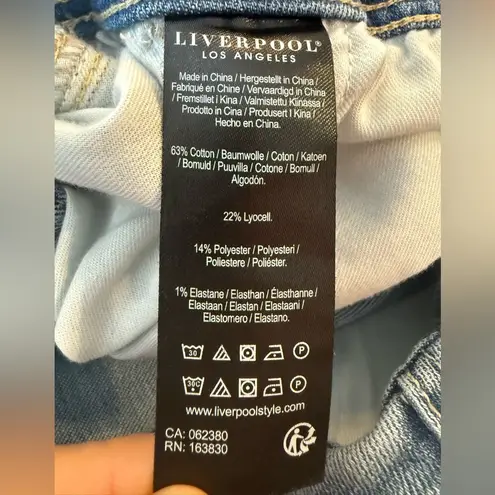 LIVERPOOL®
LOS ANGELES
Made in China / Hergestellt in China /
Fabriqué en Chine / Vervaardigd in China
/ Fremstillet i Kina / Valmistettu Kiinassa /
Prodotto in Cina / Produsert I Kina /
Hecho en China.
63% Cotton / Baumwolle / Coton / Katoen
/ Bomuld / Puuvilla / Cotone / Bomull /
Algodón.
22% Lyocell.
14% Polyester / Polyesteri /
Poliestere / Poliéster.
1% Elastane / Elasthan / Élasthanne /
Elastaan / Elastan / Elastaani /
Elastomero / Elastano.
30 P
30C P
www.liverpoolstyle.com
CA: 062380
RN: 163830